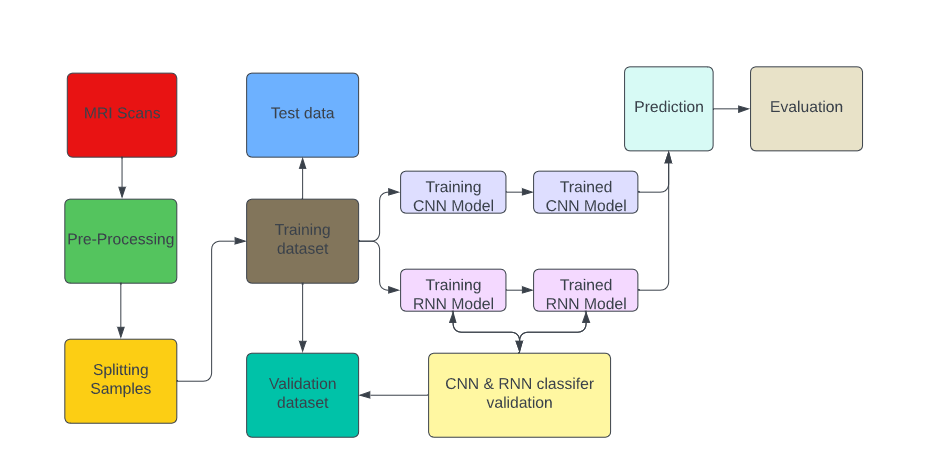 MRI Scans
Pre-Processing
Splitting
Samples
Test data
Training
dataset
Validation
dataset
Training
CNN Model
Trained
CNN Model
Training
RNN Model
Trained
RNN Model
CNN & RNN classifer
validation
Prediction
Evaluation